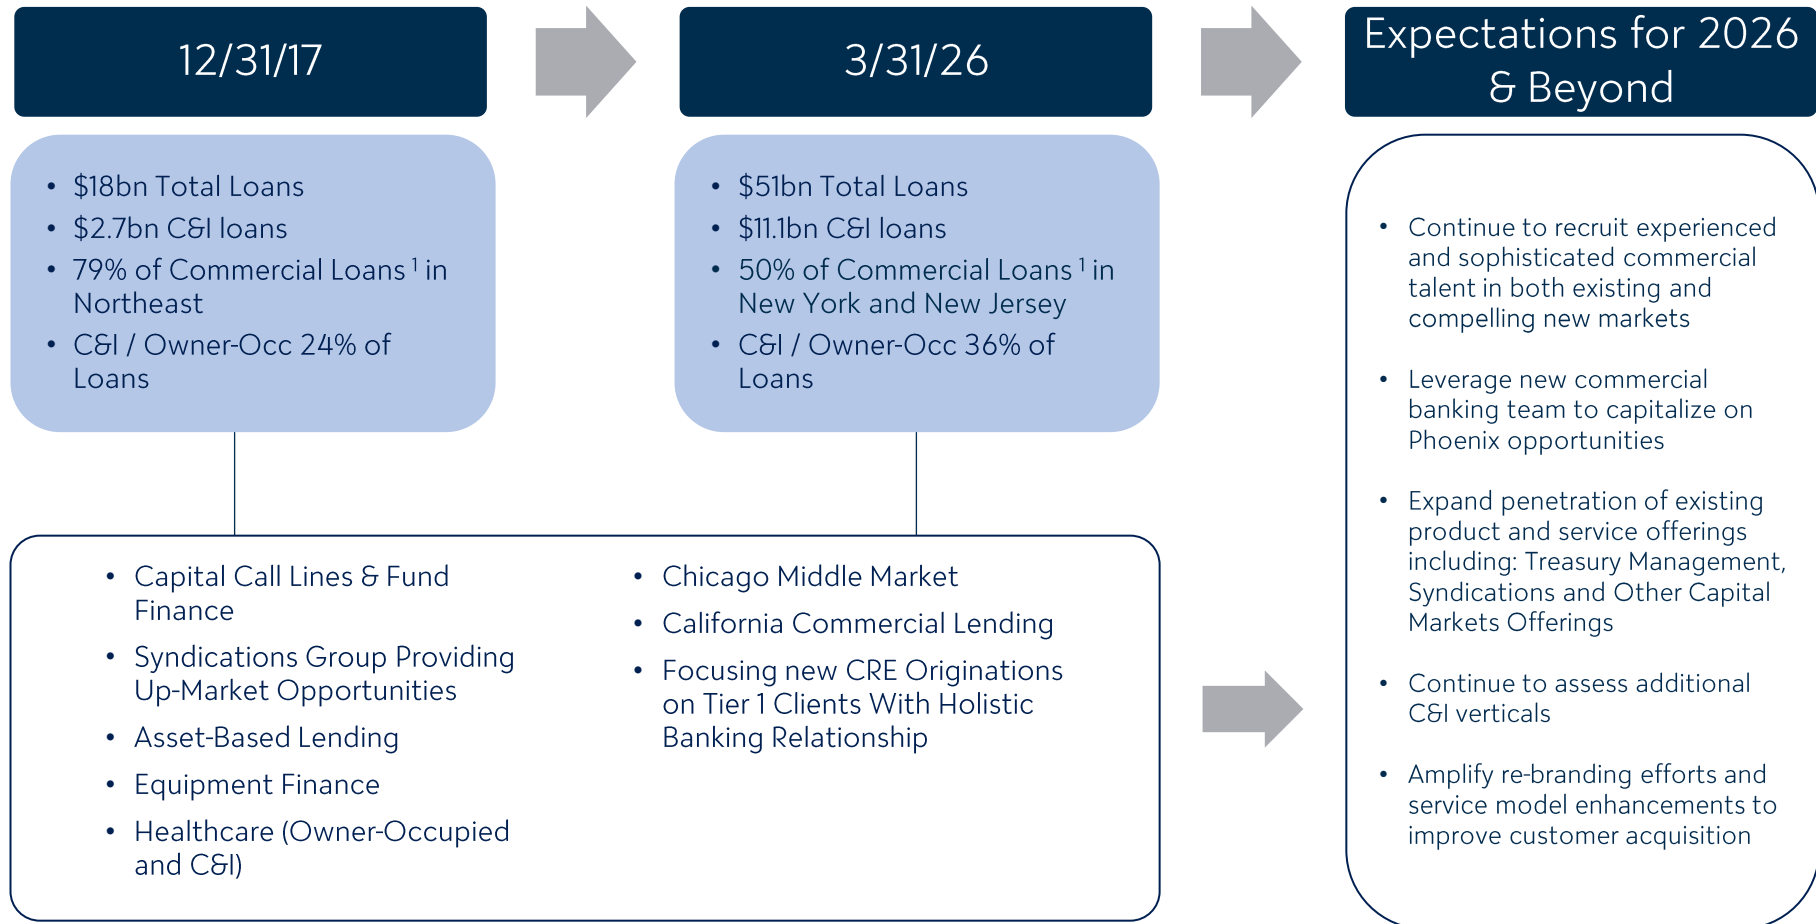 12/31/17
3/31/26
Expectations for 2026
& Beyond
• $18bn Total Loans
• $2.7bn C&I loans
• 79% of Commercial Loans ¹ in
Northeast
• C&I / Owner-Occ 24% of
Loans
• $51bn Total Loans
• $11.1bn C&I loans
• 50% of Commercial Loans ¹ in
New York and New Jersey
• C&I / Owner-Occ 36% of
Loans
• Capital Call Lines & Fund
Finance
• Syndications Group Providing
Up-Market Opportunities
• Asset-Based Lending
• Equipment Finance
• Healthcare (Owner-Occupied
and C&I)
• Chicago Middle Market
• California Commercial Lending
• Focusing new CRE Originations
on Tier 1 Clients With Holistic
Banking Relationship
• Continue to recruit experienced
and sophisticated commercial
talent in both existing and
compelling new markets
• Leverage new commercial
banking team to capitalize on
Phoenix opportunities
• Expand penetration of existing
product and service offerings
including: Treasury Management,
Syndications and Other Capital
Markets Offerings
• Continue to assess additional
C&I verticals
• Amplify re-branding efforts and
service model enhancements to
improve customer acquisition